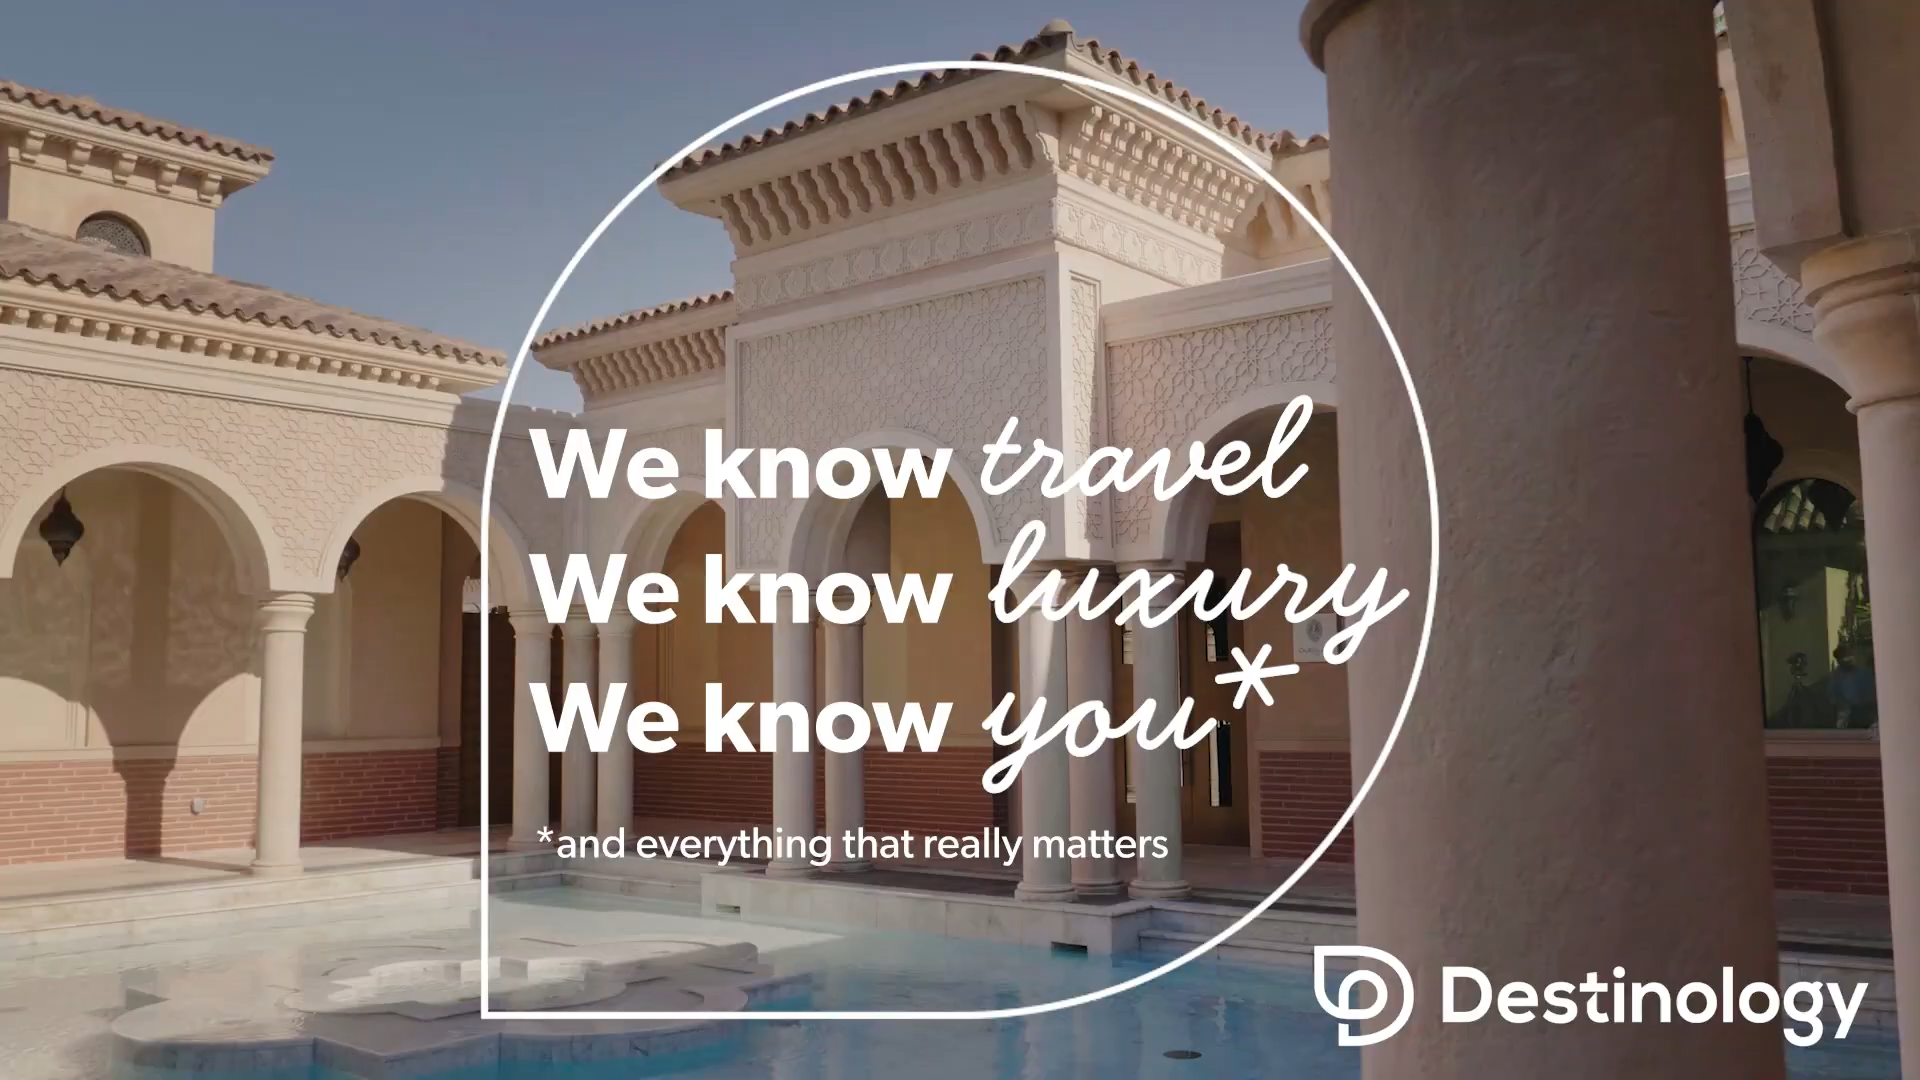 We know travel
We know luxury
We know you*
*and everything that really matters
Destinology